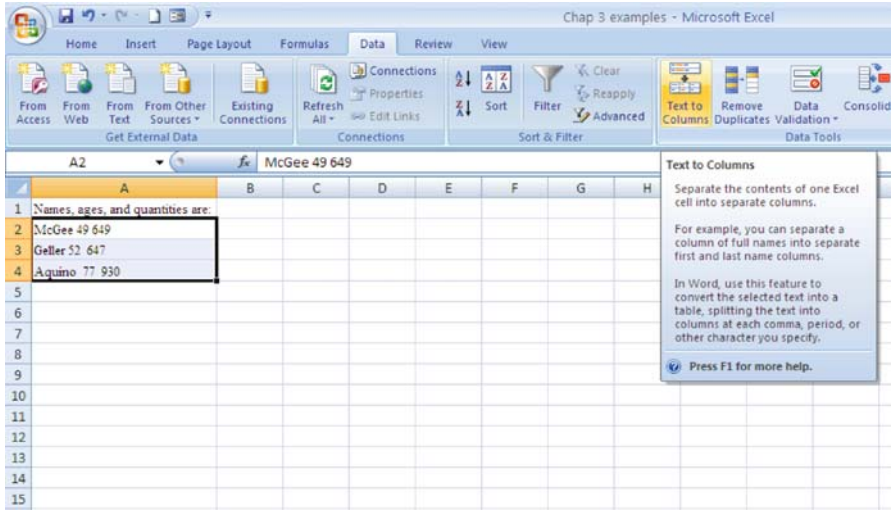 Chap 3 examples - Microsoft Excel
Home Insert Page Layout Formulas Data Review View
From Access
From Web
From Text
From Other Sources
Existing Connections
Get External Data
Refresh All
Connections
Properties
Edit Links
Connections
Sort
Filter
Clear
Reapply
Advanced
Sort & Filter
Text to Columns
Remove Duplicates
Data Validation
Consolid
Data Tools
A2 fx McGee 49 649
A B C D E F G H
1 Names, ages, and quantities are:
2 McGee 49 649
3 Geller 52 647
4 Aquino 77 930
5
6
7
8
9
10
11
12
13
14
15
Text to Columns
Separate the contents of one Excel
cell into separate columns.
For example, you can separate a
column of full names into separate
first and last name columns.
In Word, use this feature to
convert the selected text into a
table, splitting the text into
columns at each comma, period, or
other character you specify.
Press F1 for more help.